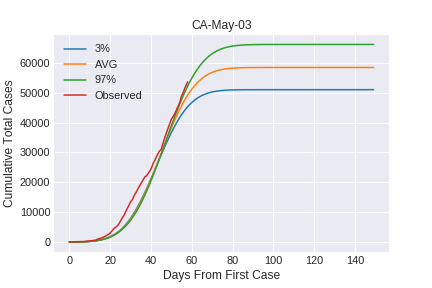 CA-May-03
3%
AVG
97%
Observed
Cumulative Total Cases
60000
50000
40000
30000
20000
10000
0
0 20 40 60 80 100 120 140
Days From First Case